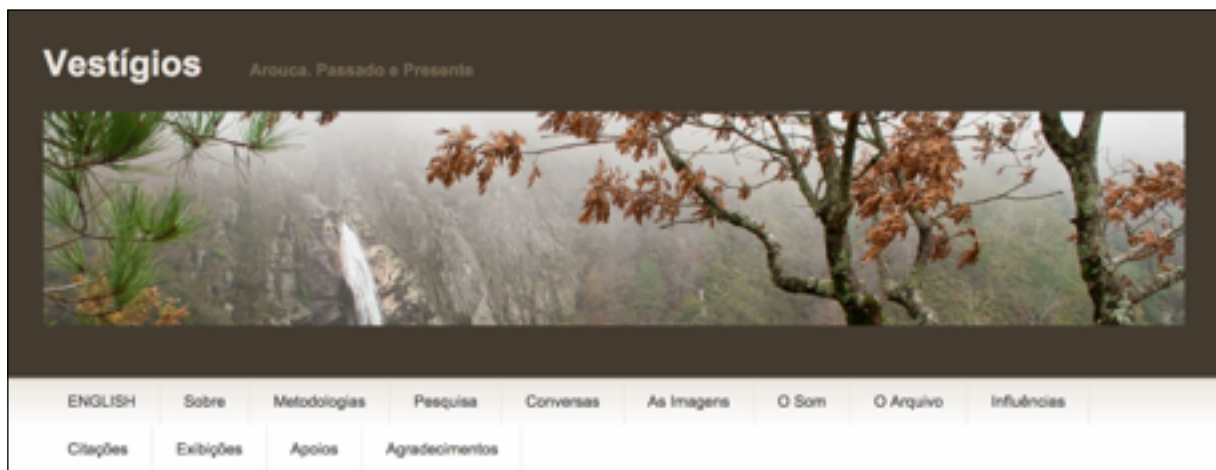 Vestígios
Arouca. Passado e Presente
ENGLISH Sobre Metodologias Pesquisa Conversas As Imagens O Som O Arquivo Influências
Citações Exibições Apoios Agradecimentos